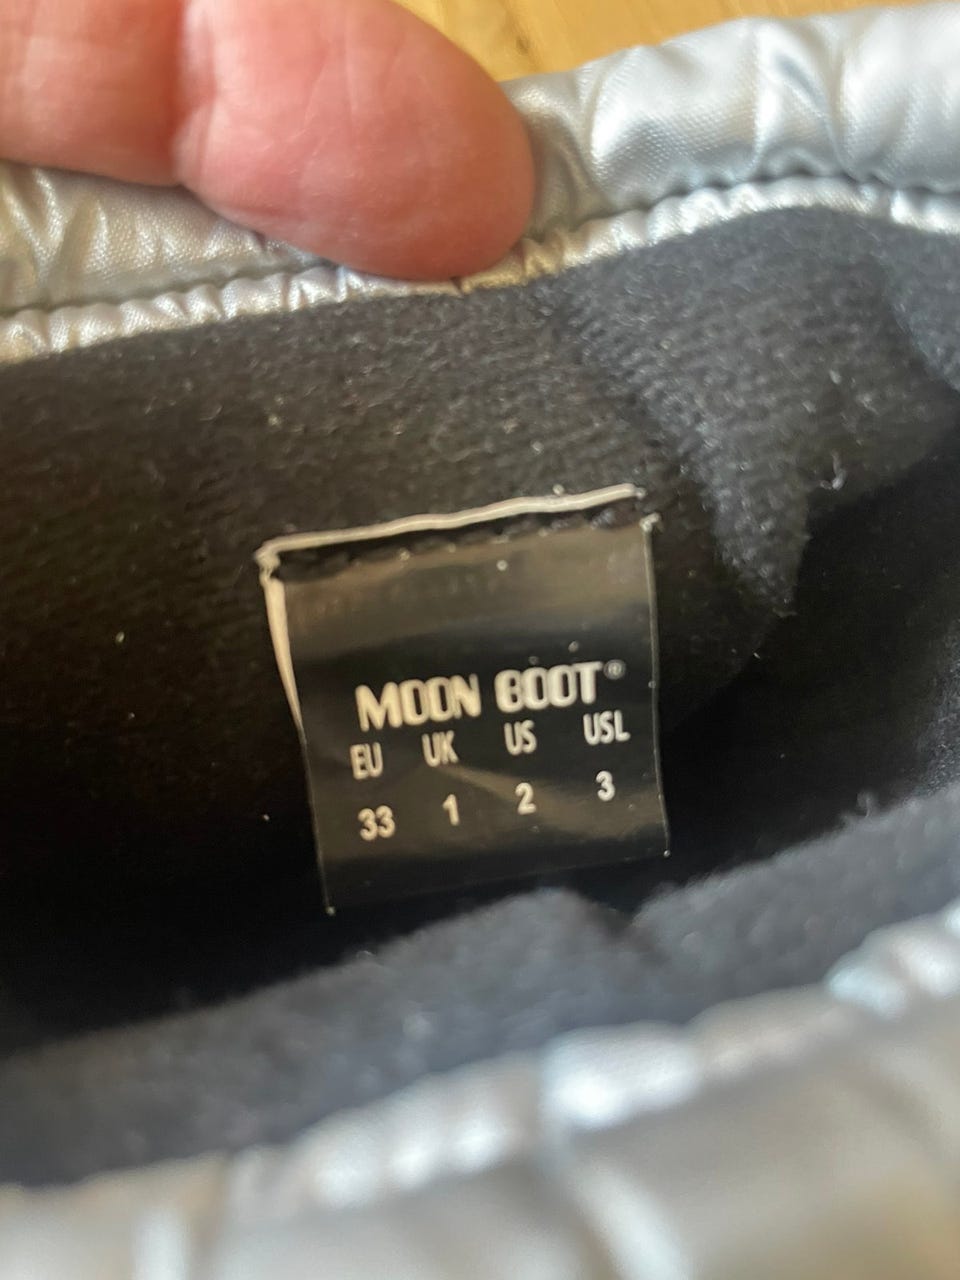 MOON BOOT®
EU UK US USL
33 1 2 3